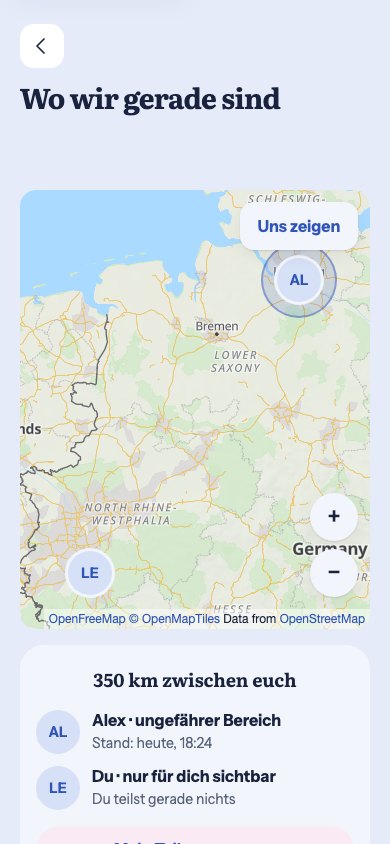 Wo wir gerade sind
SCHLESWIG-
Uns zeigen
AL
Bremen
LOWER
SAXONY
nds
NORTH RHINE-
WESTPHALIA
+
Germany
LE
−
HESSE
OpenFreeMap © OpenMapTiles Data from OpenStreetMap
350 km zwischen euch
AL
Alex · ungefährer Bereich
Stand: heute, 18:24
LE
Du · nur für dich sichtbar
Du teilst gerade nichts